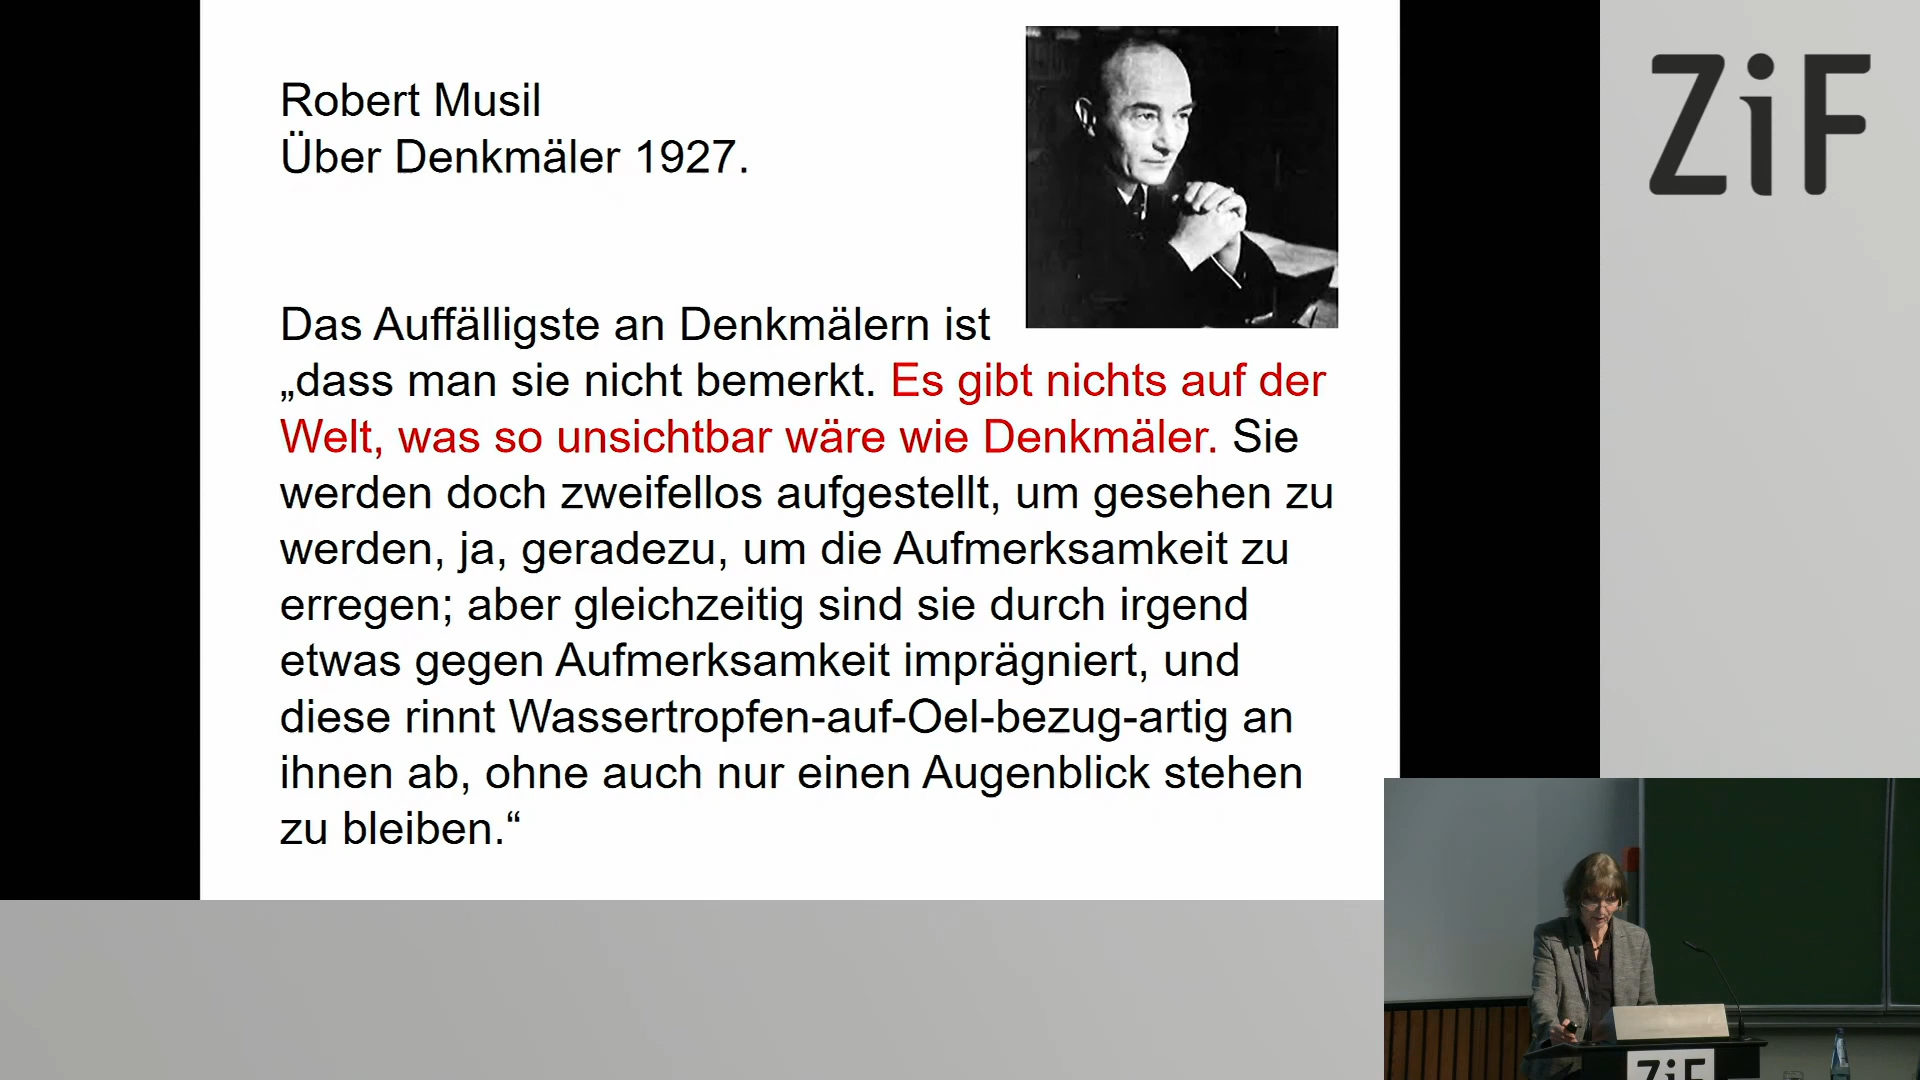 Robert Musil
Über Denkmäler 1927.
Das Auffälligste an Denkmälern ist
„dass man sie nicht bemerkt. Es gibt nichts auf der
Welt, was so unsichtbar wäre wie Denkmäler. Sie
werden doch zweifellos aufgestellt, um gesehen zu
werden, ja, geradezu, um die Aufmerksamkeit zu
erregen; aber gleichzeitig sind sie durch irgend
etwas gegen Aufmerksamkeit imprägniert, und
diese rinnt Wassertropfen-auf-Oel-bezug-artig an
ihnen ab, ohne auch nur einen Augenblick stehen
zu bleiben.“
ZiF
ZiF